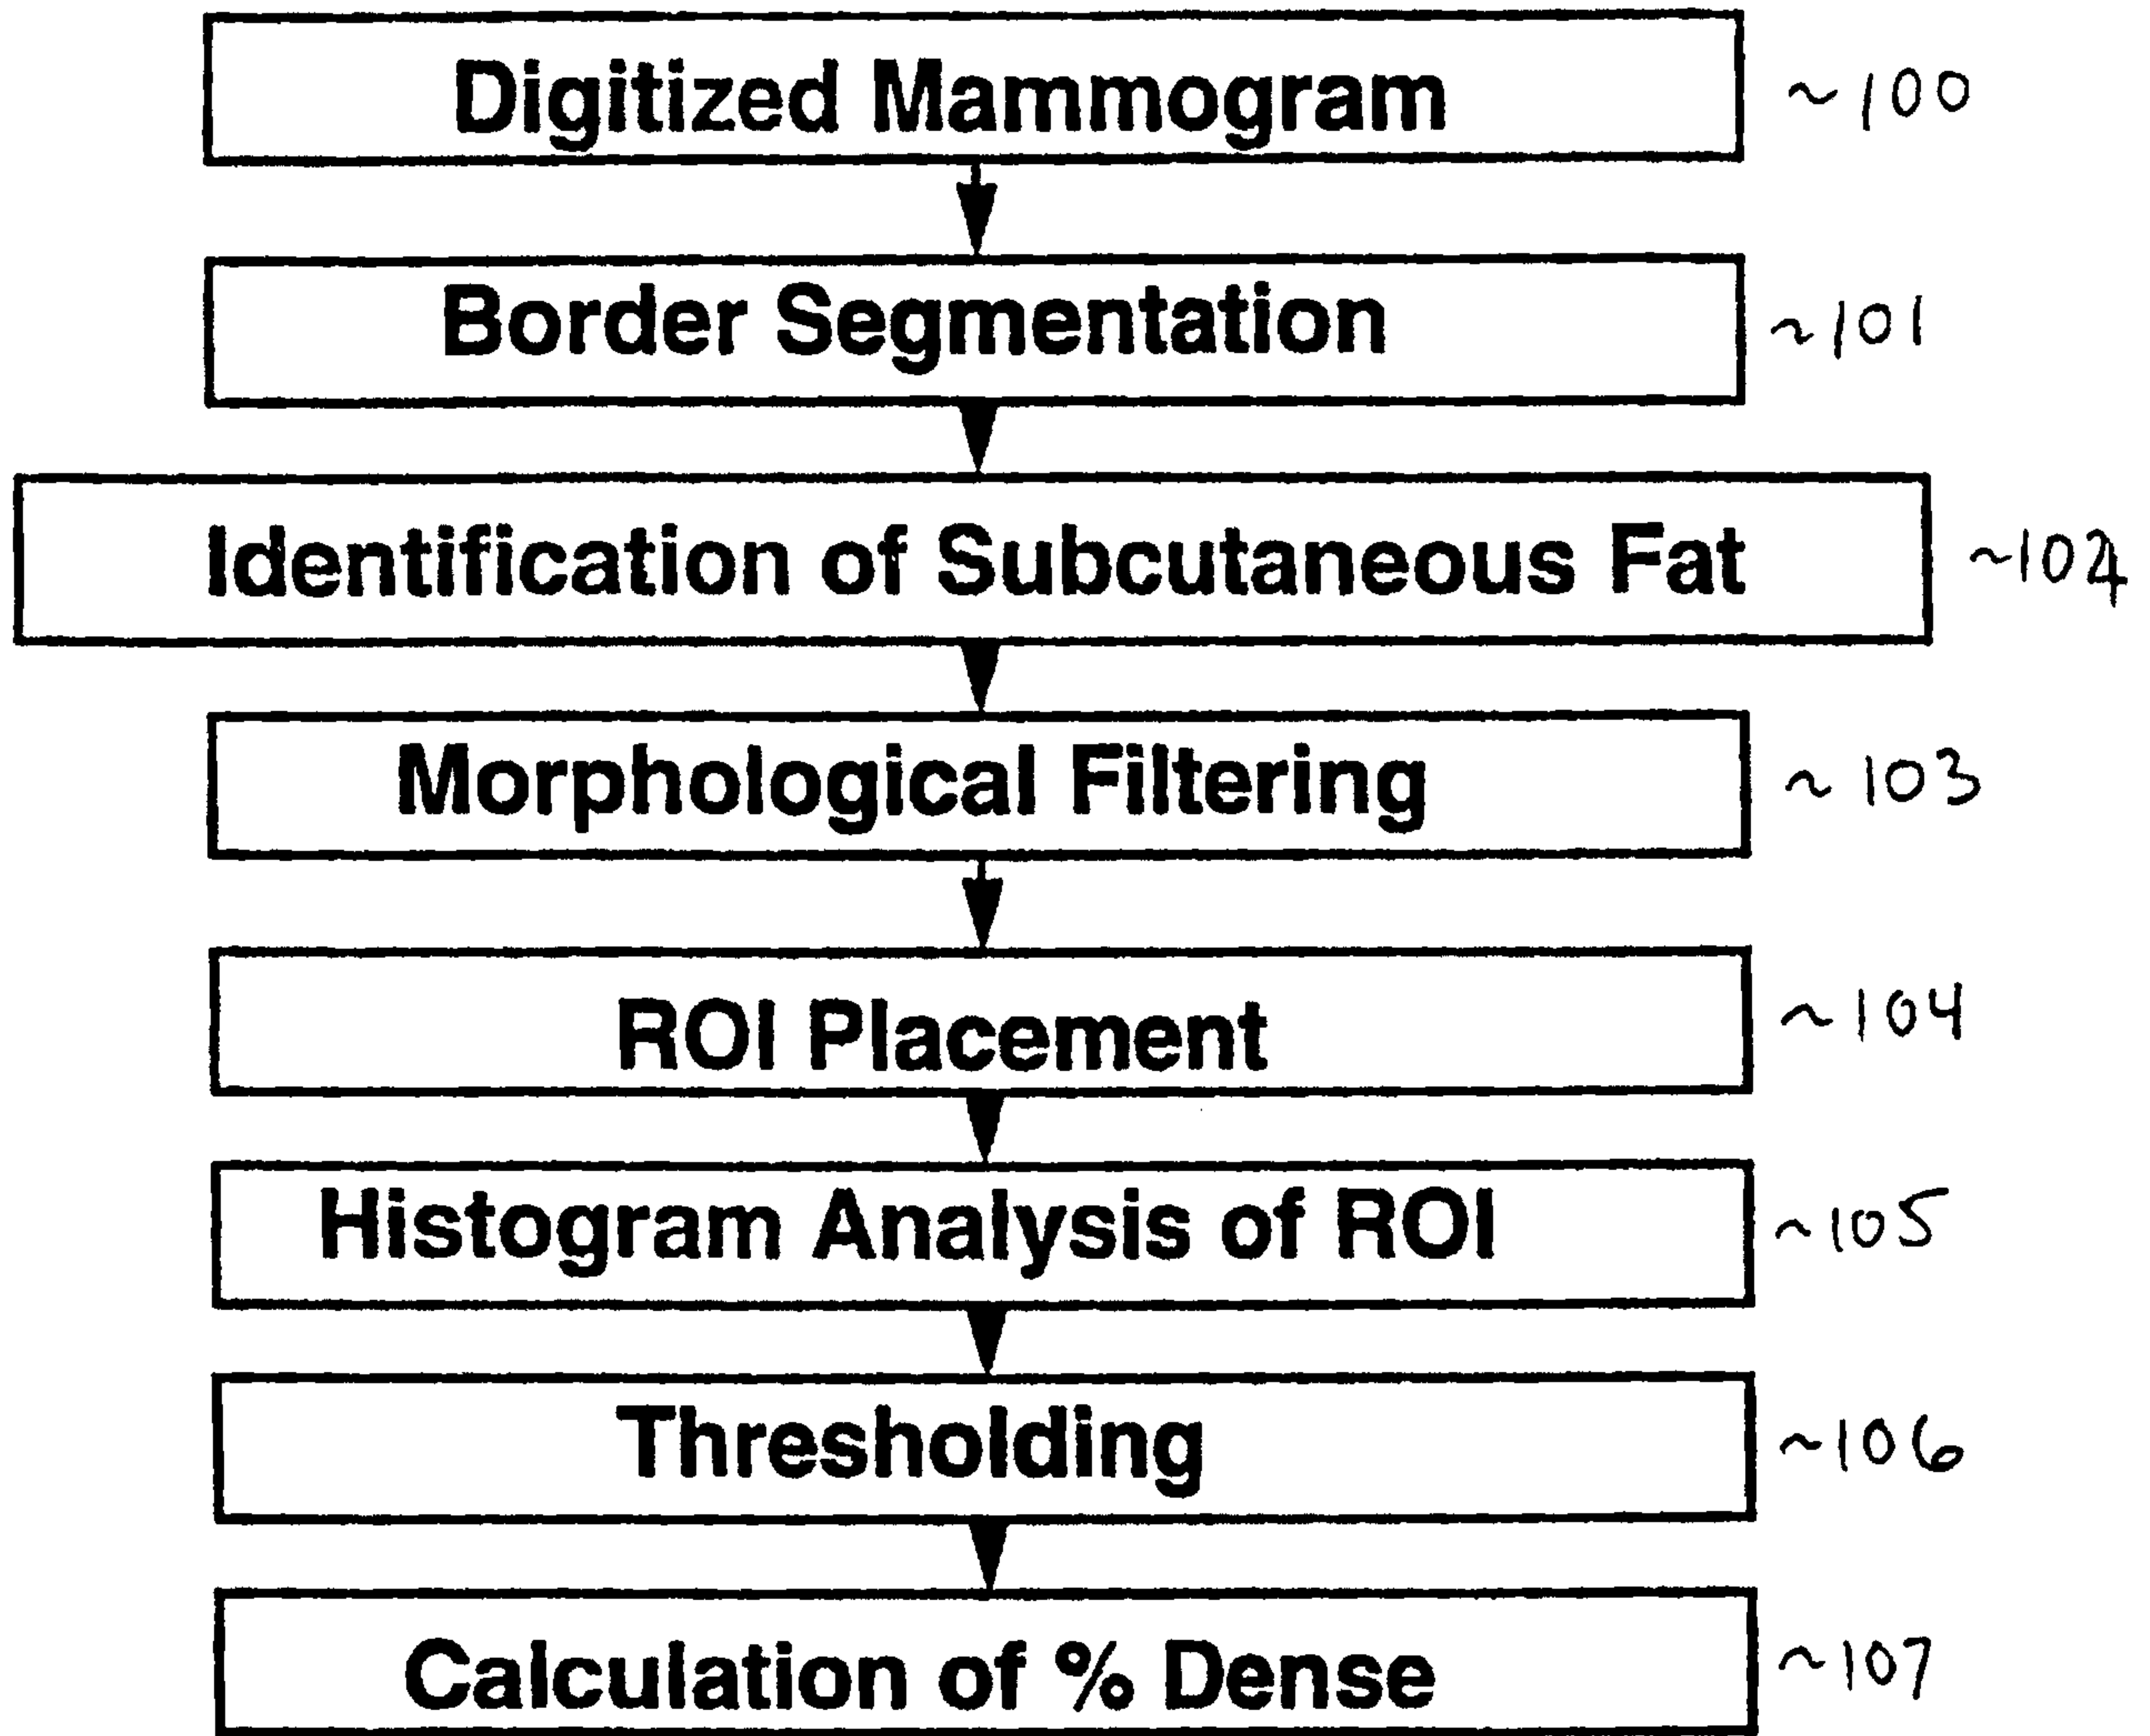 Digitized Mammogram ~100
Border Segmentation ~101
Identification of Subcutaneous Fat ~102
Morphological Filtering ~103
ROI Placement ~104
Histogram Analysis of ROI ~105
Thresholding ~106
Calculation of % Dense ~107